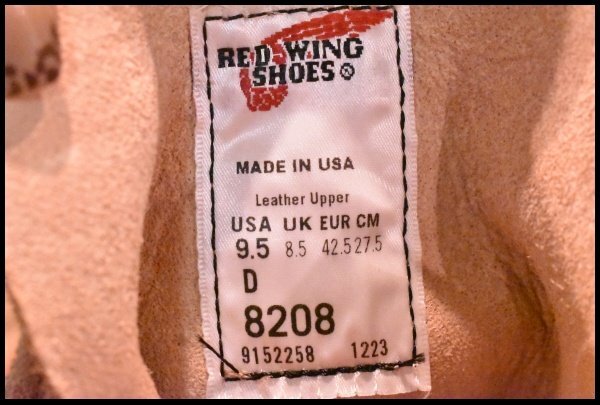 RED WING
SHOES®
MADE IN USA
Leather Upper
USA UK EUR CM
9.5 8.5 42.5 27.5
D
8208
9152258 1223